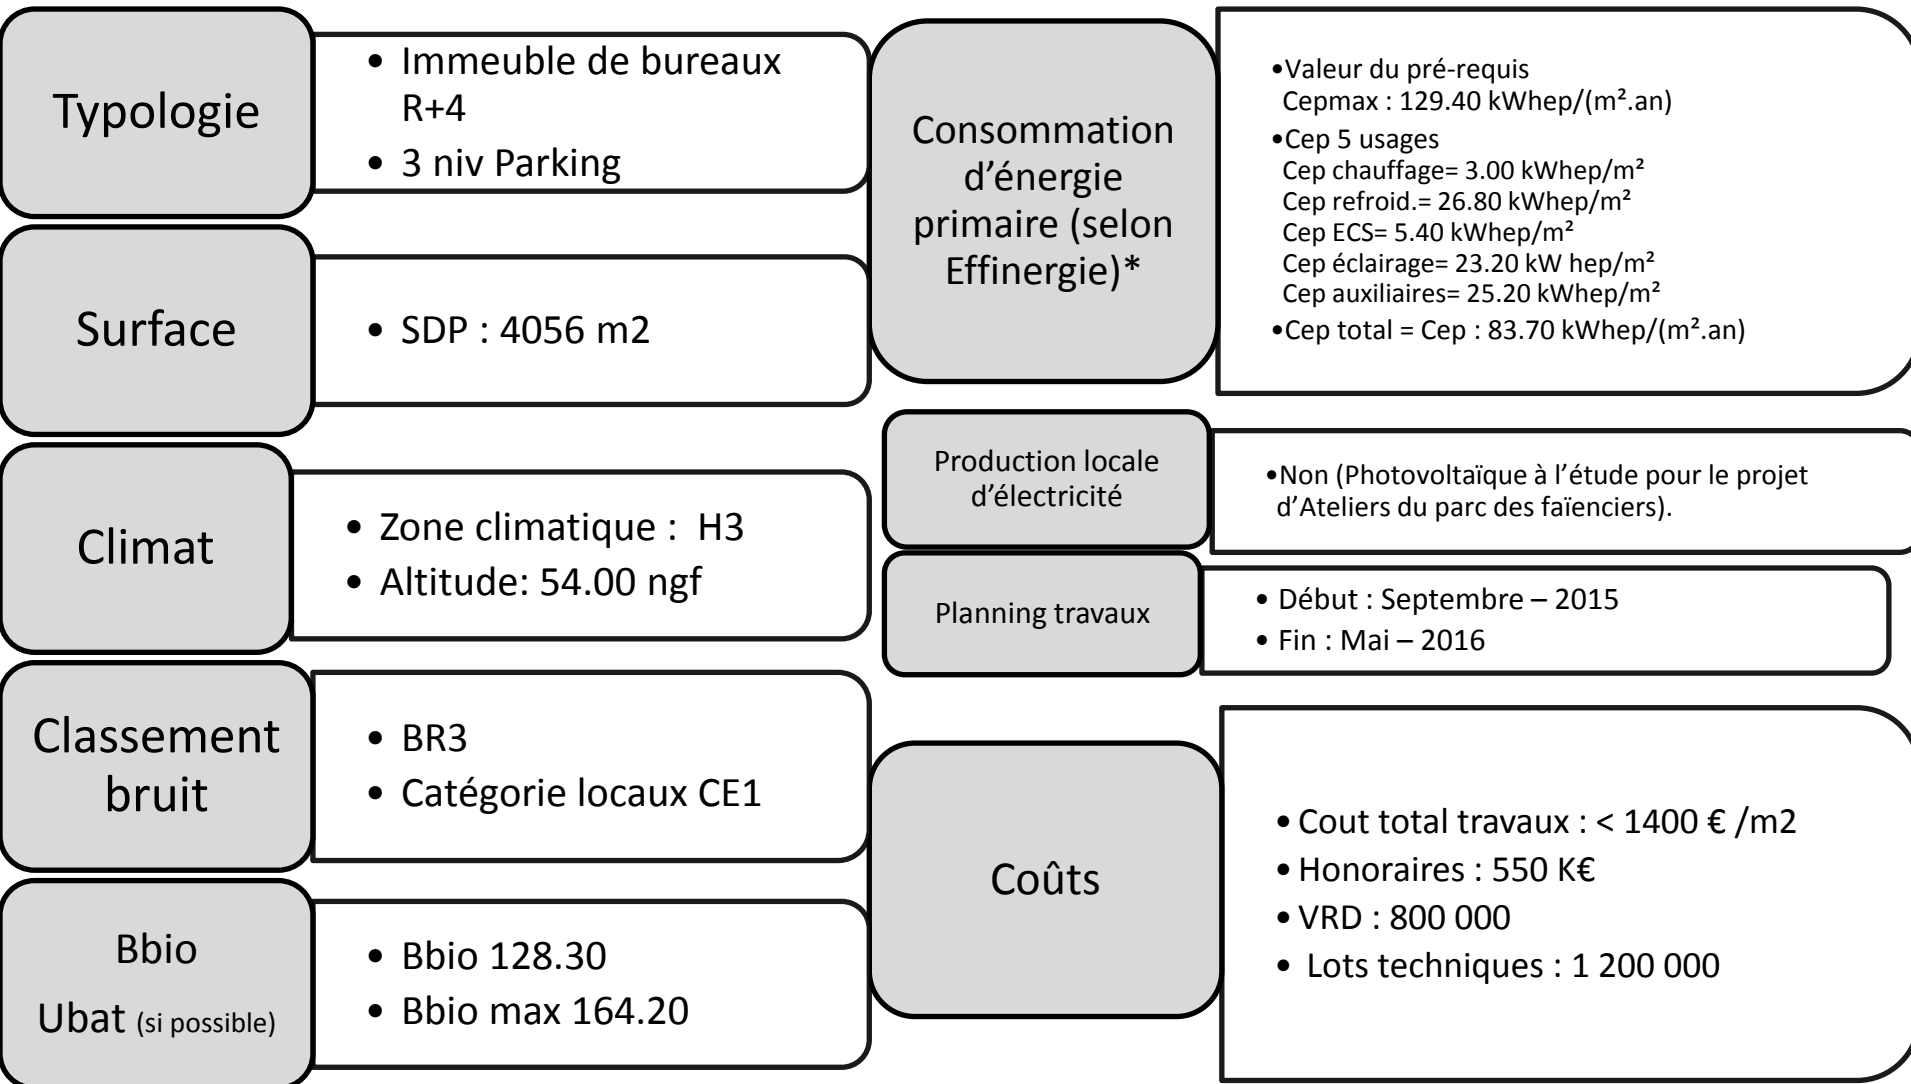 Typologie
• Immeuble de bureaux
R+4
• 3 niv Parking
Surface
• SDP : 4056 m2
Climat
• Zone climatique :  H3
• Altitude: 54.00 ngf
Classement
bruit
• BR3
• Catégorie locaux CE1
Bbio
Ubat (si possible)
• Bbio 128.30
• Bbio max 164.20
Consommation
d’énergie
primaire (selon
Effinergie)*
•Valeur du pré-requis
Cepmax : 129.40 kWhep/(m².an)
•Cep 5 usages
Cep chauffage= 3.00 kWhep/m²
Cep refroid.= 26.80 kWhep/m²
Cep ECS= 5.40 kWhep/m²
Cep éclairage= 23.20 kW hep/m²
Cep auxiliaires= 25.20 kWhep/m²
•Cep total = Cep : 83.70 kWhep/(m².an)
Production locale
d’électricité
•Non (Photovoltaïque à l’étude pour le projet
d’Ateliers du parc des faïenciers).
Planning travaux
• Début : Septembre – 2015
• Fin : Mai – 2016
Coûts
• Cout total travaux : < 1400 € /m2
• Honoraires : 550 K€
• VRD : 800 000
• Lots techniques : 1 200 000